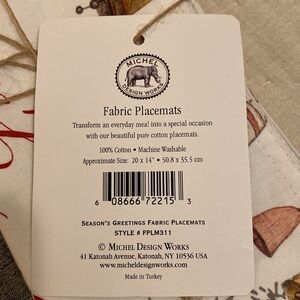 MICHEL
DESIGN WORKS
Fabric Placemats
Transform an everyday meal into a special occasion
with our beautiful pure cotton placemats.
100% Cotton • Machine Washable
Approximate Size: 20 x 14" • 50.8 x 35.5 cm
6 08666 72215 3
SEASON'S GREETINGS FABRIC PLACEMATS
STYLE # FPLM311
© MICHEL DESIGN WORKS
41 KATONAH AVENUE, KATONAH, NY 10536 USA
www.micheldesignworks.com
Made in Turkey